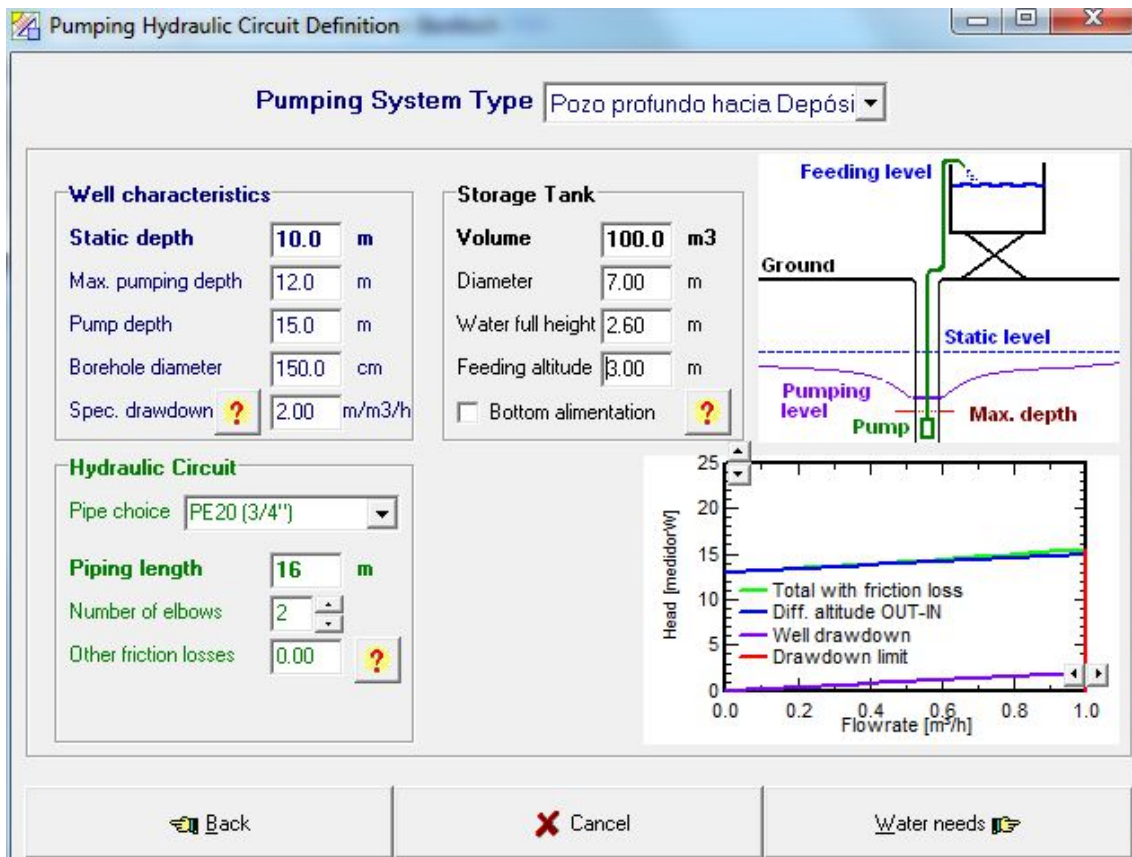 Pumping Hydraulic Circuit Definition
Pumping System Type Pozo profundo hacia Depósi
Well characteristics
Static depth 10.0 m
Max. pumping depth 12.0 m
Pump depth 15.0 m
Borehole diameter 150.0 cm
Spec. drawdown ? 2.00 m/m3/h
Storage Tank
Volume 100.0 m3
Diameter 7.00 m
Water full height 2.60 m
Feeding altitude 3.00 m
Bottom alimentation ?
Feeding level
Ground
Static level
Pumping level
Max. depth
Pump
Hydraulic Circuit
Pipe choice PE20 (3/4")
Piping length 16 m
Number of elbows 2
Other friction losses 0.00 ?
Head [medidorW]
25
20
15
10
5
0
Total with friction loss
Diff. altitude OUT-IN
Well drawdown
Drawdown limit
0.0 0.2 0.4 0.6 0.8 1.0
Flowrate [m³/h]
Back
Cancel
Water needs